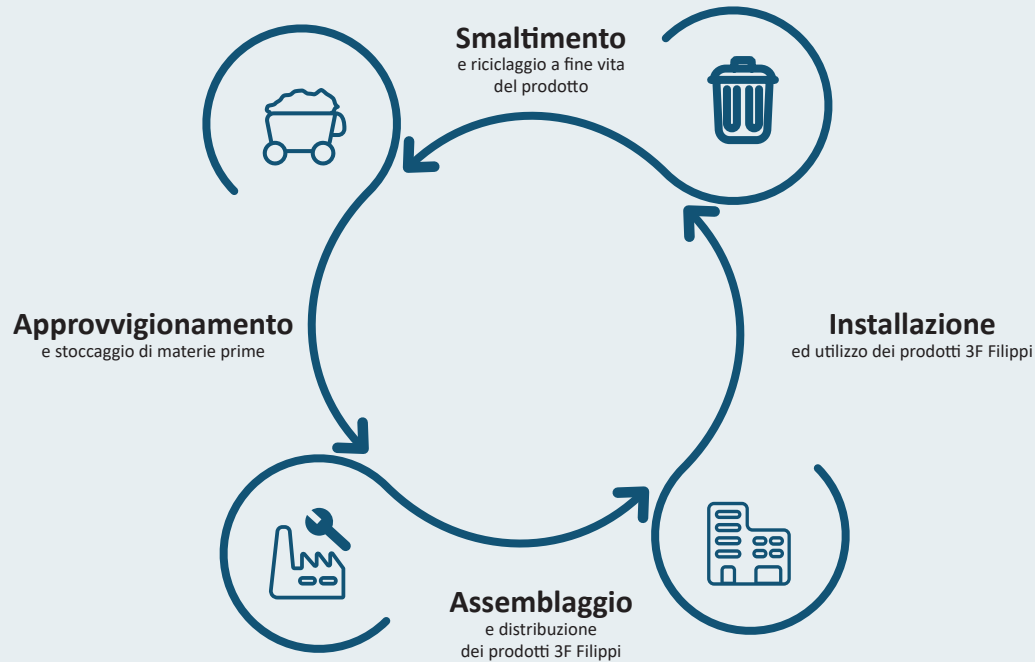 Smaltimento
e riciclaggio a fine vita
del prodotto
Approvvigionamento
e stoccaggio di materie prime
Installazione
ed utilizzo dei prodotti 3F Filippi
Assemblaggio
e distribuzione
dei prodotti 3F Filippi